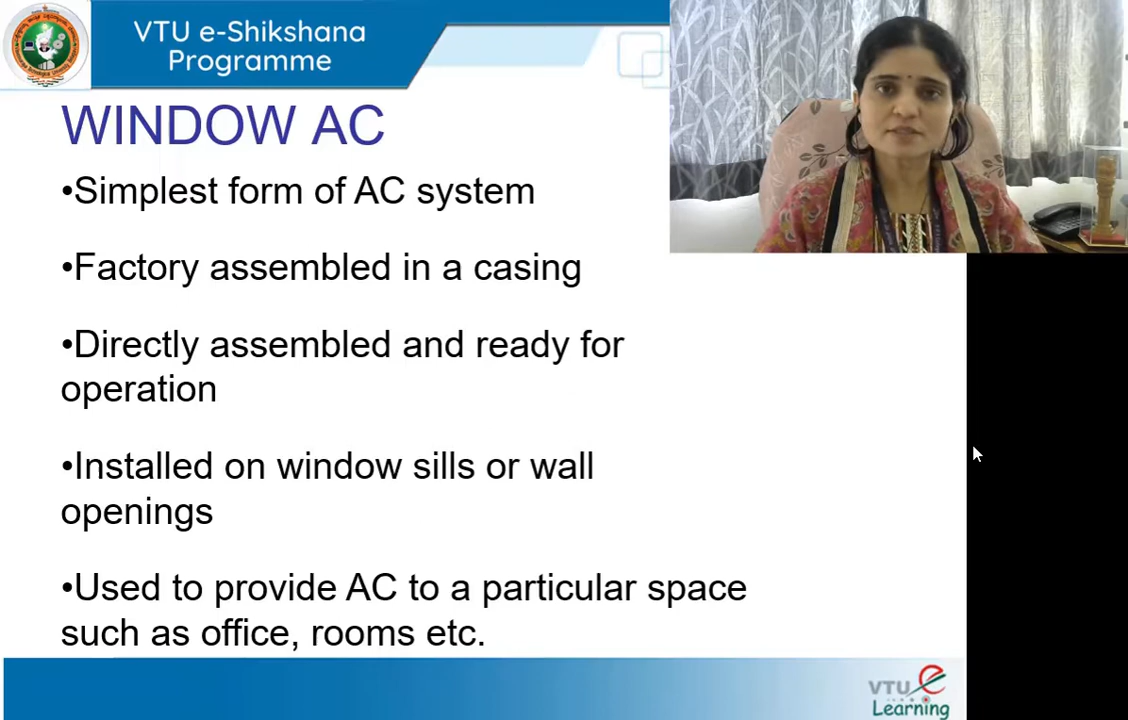 VTU e-Shikshana
Programme
WINDOW AC
•Simplest form of AC system
•Factory assembled in a casing
•Directly assembled and ready for
operation
•Installed on window sills or wall
openings
•Used to provide AC to a particular space
such as office, rooms etc.
VTU e
Learning